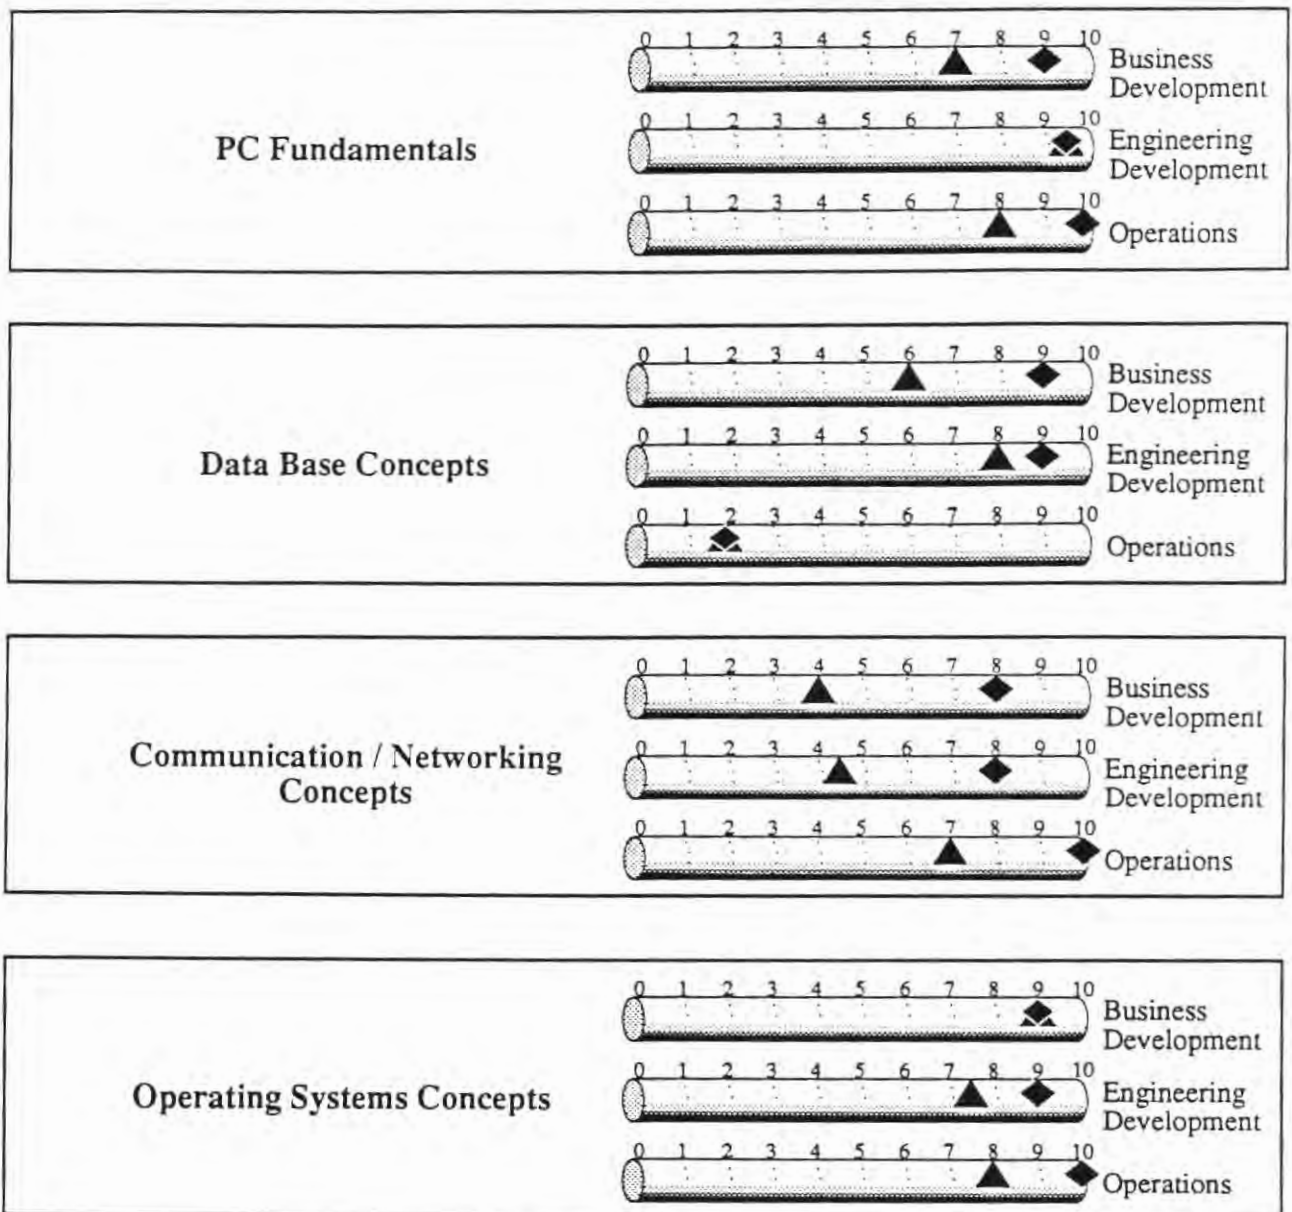 0 1 2 3 4 5 6 7 8 9 10
Business
Development
PC Fundamentals
0 1 2 3 4 5 6 7 8 9 10
Engineering
Development
0 1 2 3 4 5 6 7 8 9 10
Operations
0 1 2 3 4 5 6 7 8 9 10
Business
Development
Data Base Concepts
0 1 2 3 4 5 6 7 8 9 10
Engineering
Development
0 1 2 3 4 5 6 7 8 9 10
Operations
0 1 2 3 4 5 6 7 8 9 10
Business
Development
Communication / Networking
Concepts
0 1 2 3 4 5 6 7 8 9 10
Engineering
Development
0 1 2 3 4 5 6 7 8 9 10
Operations
0 1 2 3 4 5 6 7 8 9 10
Business
Development
Operating Systems Concepts
0 1 2 3 4 5 6 7 8 9 10
Engineering
Development
0 1 2 3 4 5 6 7 8 9 10
Operations